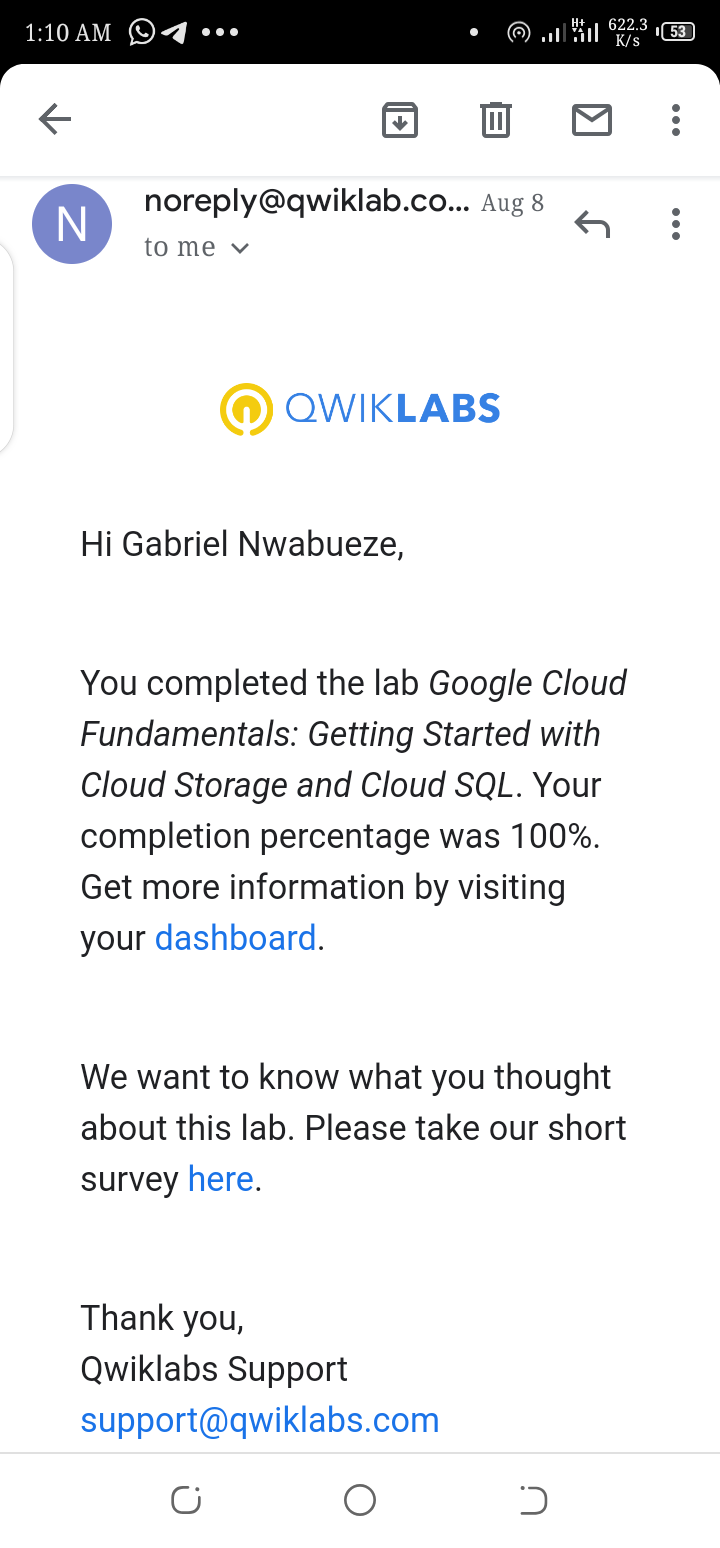 1:10 AM
622.3
K/s
H+
53
noreply@qwiklab.co... Aug 8
N
to me
QWIKLABS
Hi Gabriel Nwabueze,
You completed the lab Google Cloud
Fundamentals: Getting Started with
Cloud Storage and Cloud SQL. Your
completion percentage was 100%.
Get more information by visiting
your dashboard.
We want to know what you thought
about this lab. Please take our short
survey here.
Thank you,
Qwiklabs Support
support@qwiklabs.com